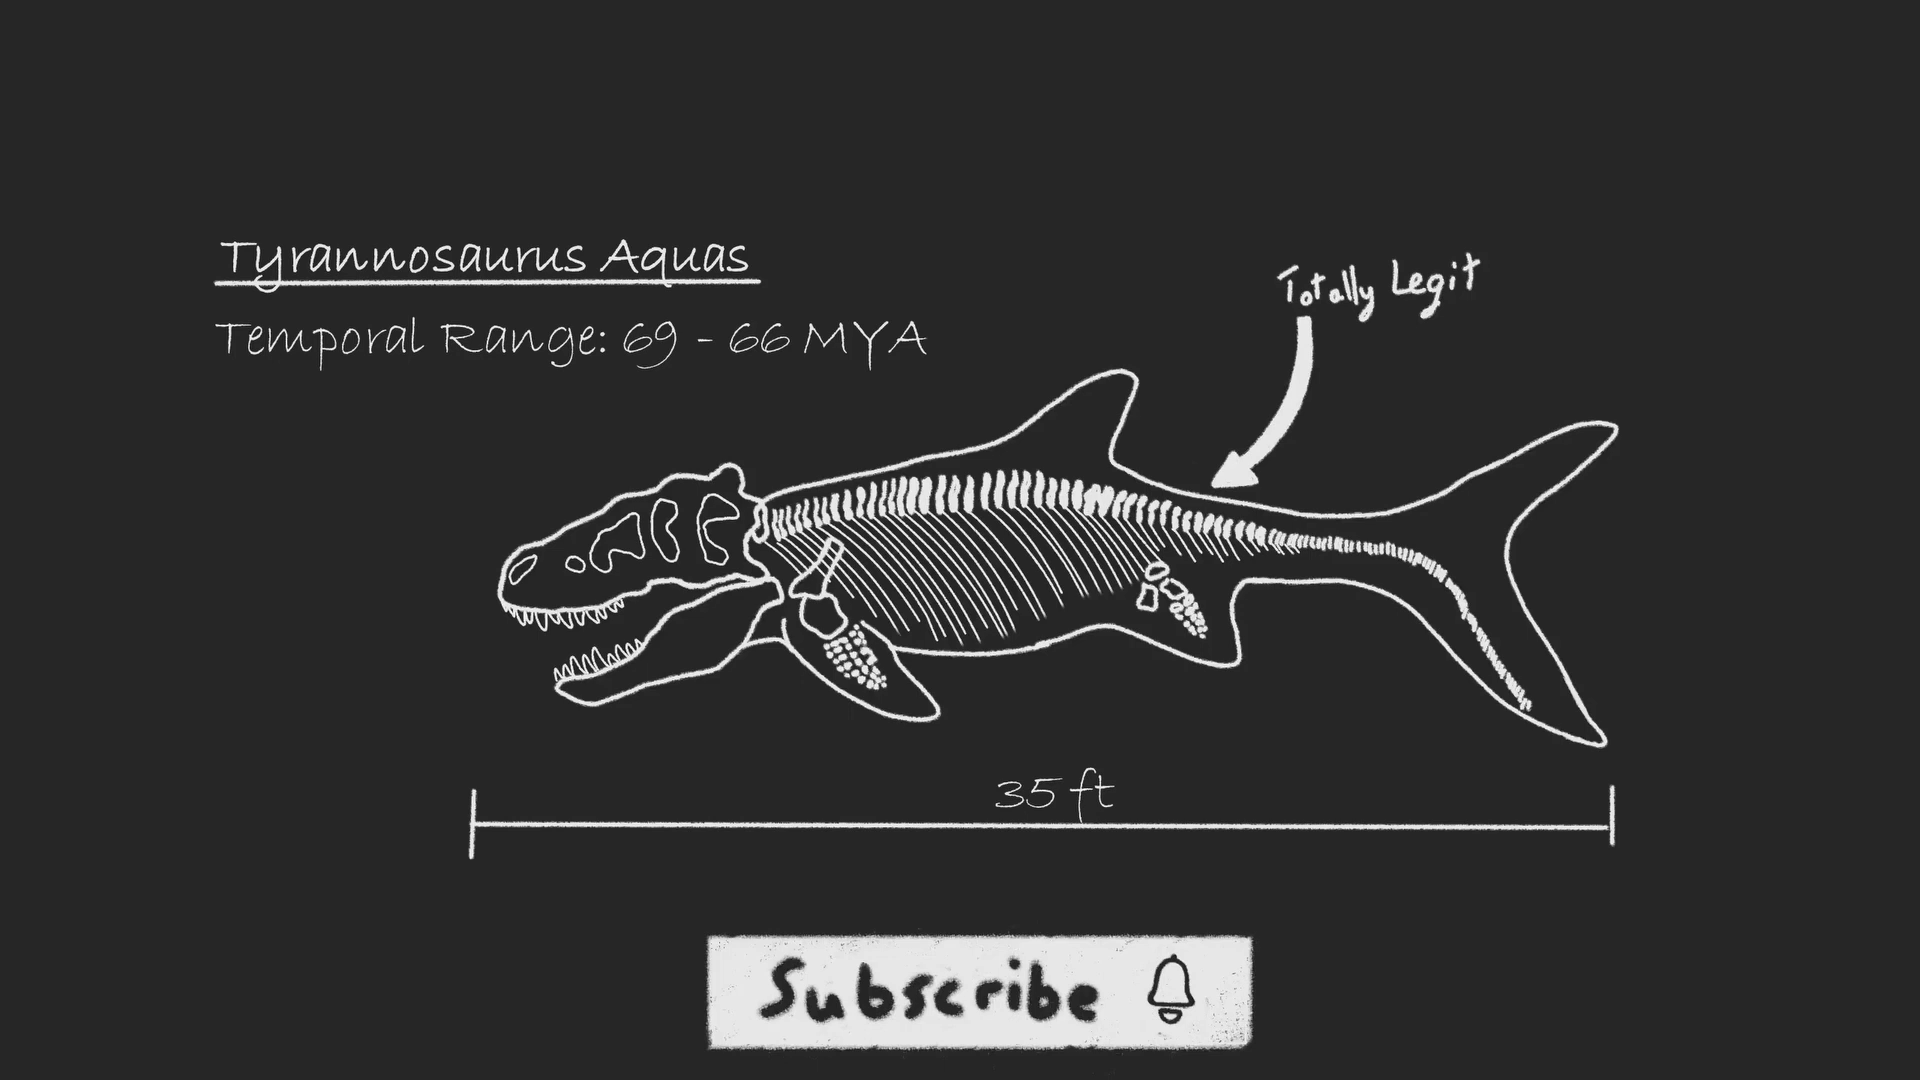 Tyrannosaurus Aquas
Temporal Range: 69 - 66 MYA
Totally Legit
35 ft
Subscribe